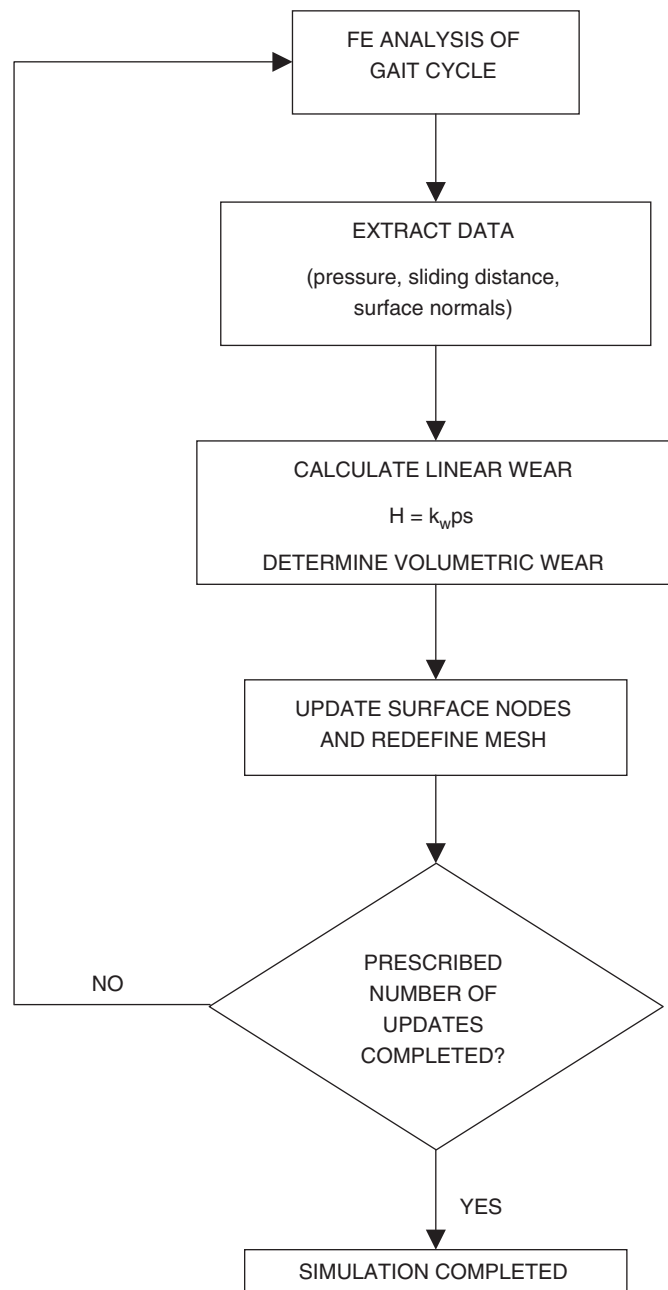 FE ANALYSIS OF
GAIT CYCLE
EXTRACT DATA
(pressure, sliding distance,
surface normals)
CALCULATE LINEAR WEAR
H = kwps
DETERMINE VOLUMETRIC WEAR
UPDATE SURFACE NODES
AND REDEFINE MESH
PRESCRIBED
NUMBER OF
UPDATES
COMPLETED?
NO
YES
SIMULATION COMPLETED